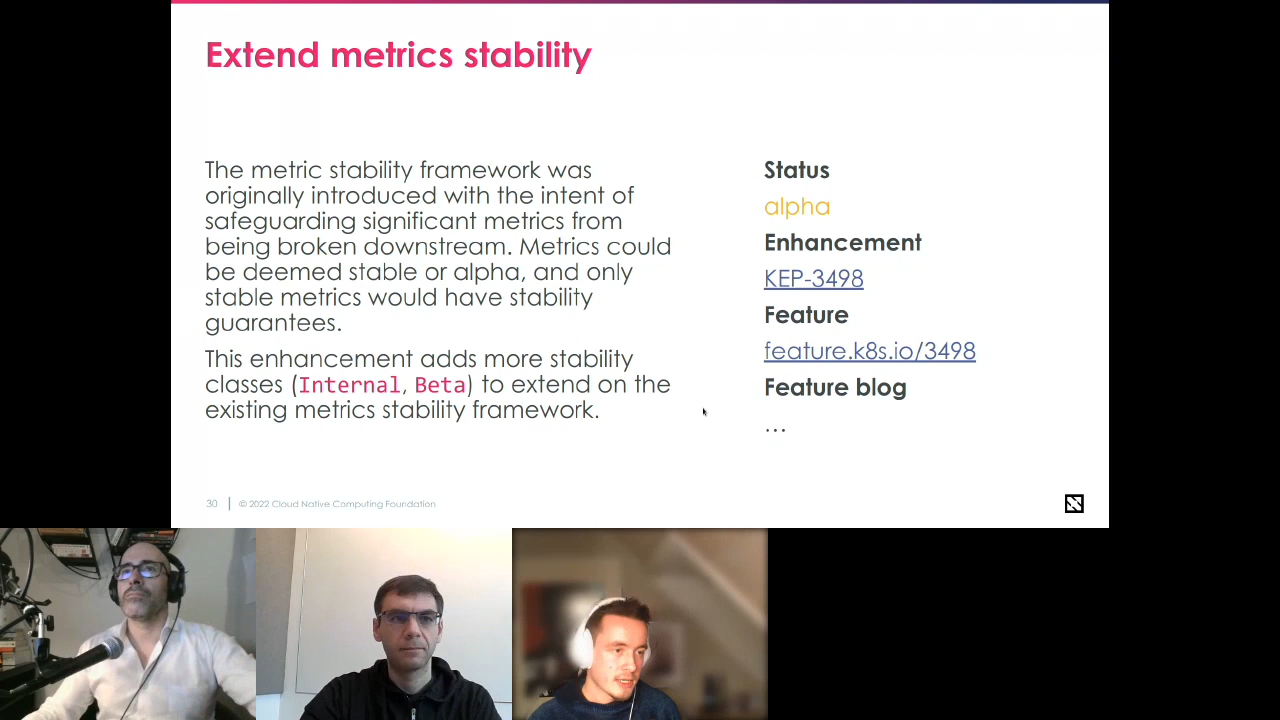 Extend metrics stability
The metric stability framework was
originally introduced with the intent of
safeguarding significant metrics from
being broken downstream. Metrics could
be deemed stable or alpha, and only
stable metrics would have stability
guarantees.
This enhancement adds more stability
classes (Internal, Beta) to extend on the
existing metrics stability framework.
Status
alpha
Enhancement
KEP-3498
Feature
feature.k8s.io/3498
Feature blog
...
30 | © 2022 Cloud Native Computing Foundation